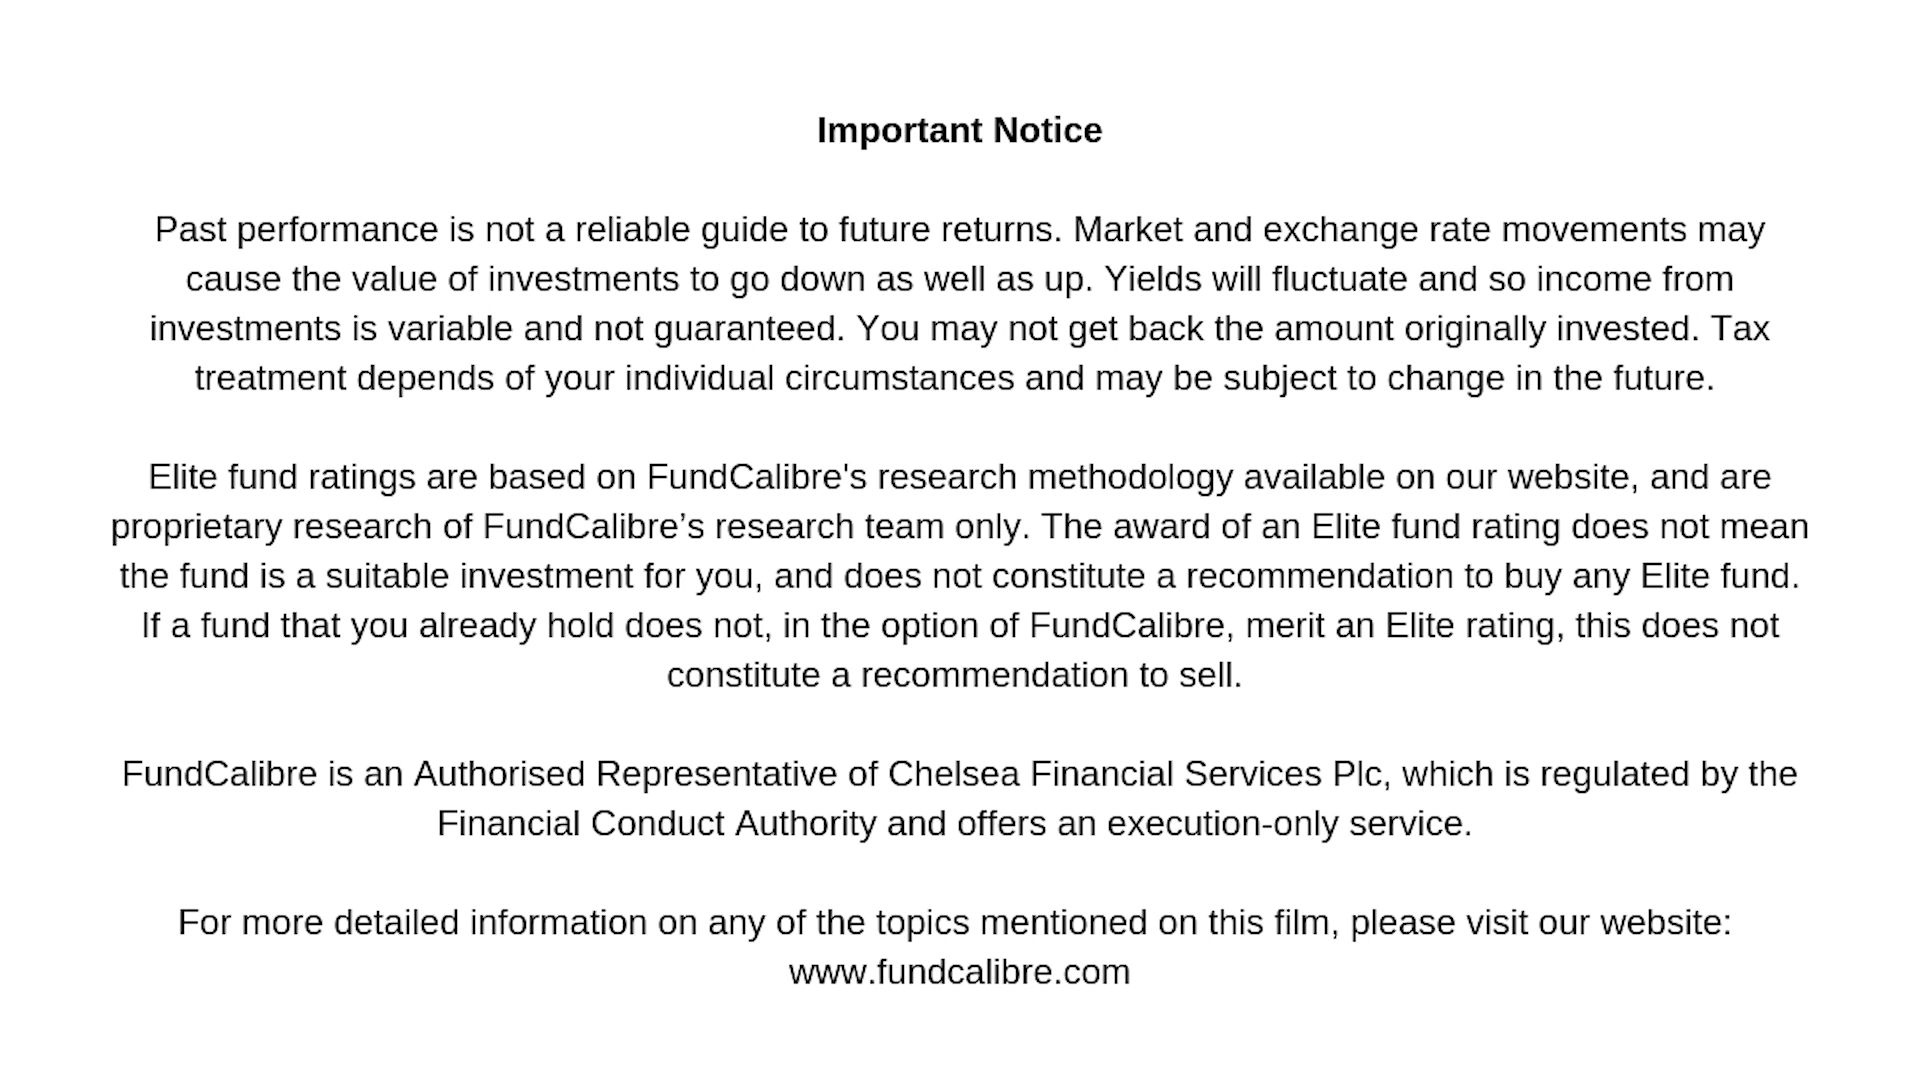 Important Notice
Past performance is not a reliable guide to future returns. Market and exchange rate movements may
cause the value of investments to go down as well as up. Yields will fluctuate and so income from
investments is variable and not guaranteed. You may not get back the amount originally invested. Tax
treatment depends of your individual circumstances and may be subject to change in the future.
Elite fund ratings are based on FundCalibre's research methodology available on our website, and are
proprietary research of FundCalibre’s research team only. The award of an Elite fund rating does not mean
the fund is a suitable investment for you, and does not constitute a recommendation to buy any Elite fund.
If a fund that you already hold does not, in the option of FundCalibre, merit an Elite rating, this does not
constitute a recommendation to sell.
FundCalibre is an Authorised Representative of Chelsea Financial Services Plc, which is regulated by the
Financial Conduct Authority and offers an execution-only service.
For more detailed information on any of the topics mentioned on this film, please visit our website:
www.fundcalibre.com